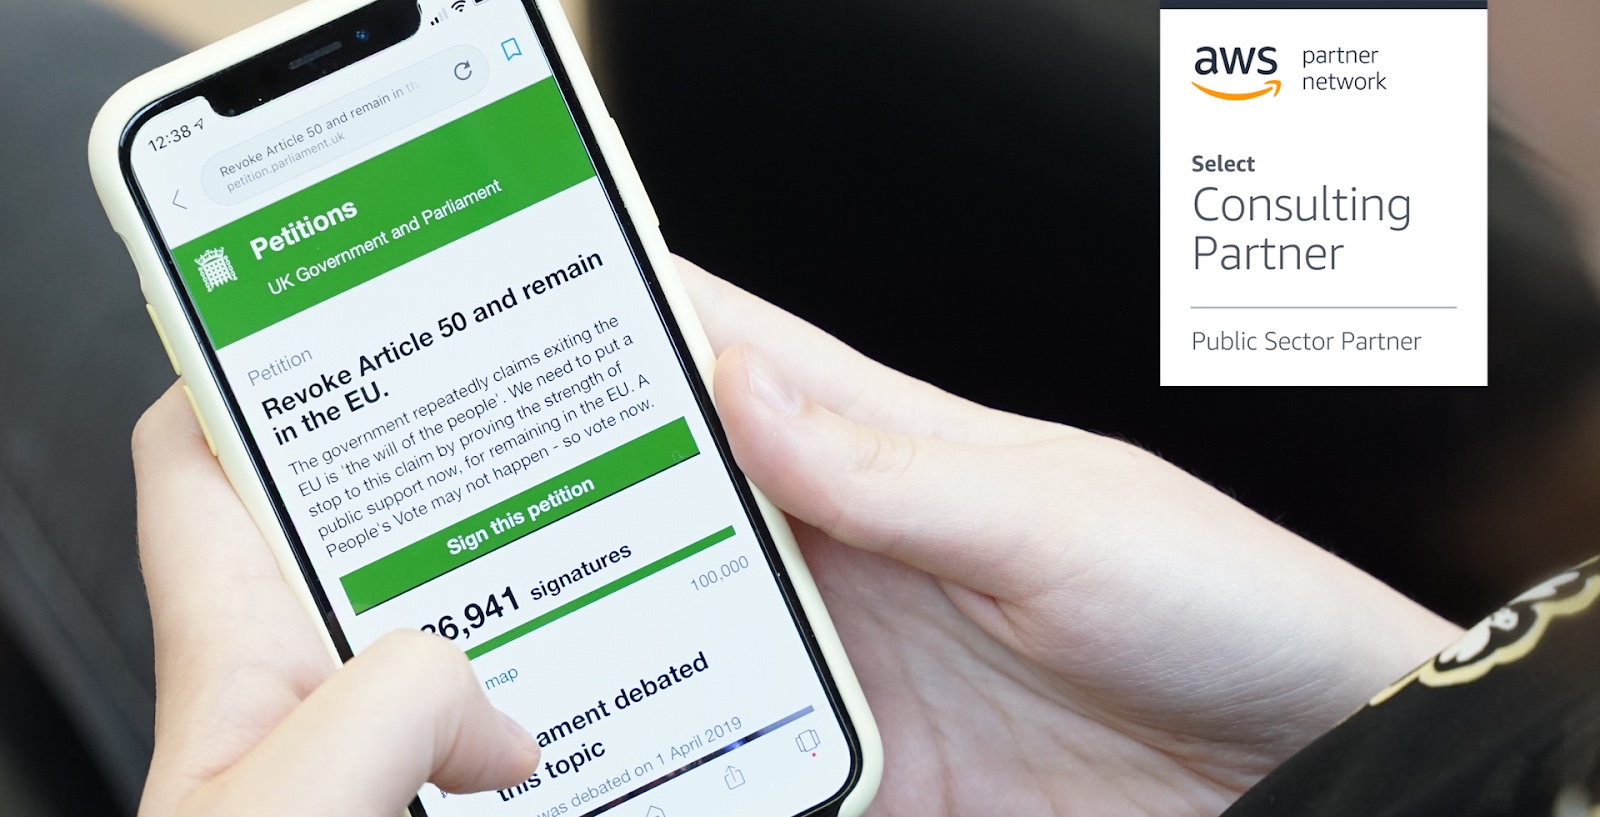 12:38
Revoke Article 50 and remain in th
petition.parliament.uk
Petitions
UK Government and Parliament
Petition
Revoke Article 50 and remain
in the EU.
The government repeatedly claims exiting the
EU is 'the will of the people'. We need to put a
stop to this claim by proving the strength of
public support now, for remaining in the EU. A
People's Vote may not happen - so vote now.
Sign this petition
6,941 signatures
100,000
map
ament debated
this topic
was debated on 1 April 2019
aws partner
network
Select
Consulting
Partner
Public Sector Partner